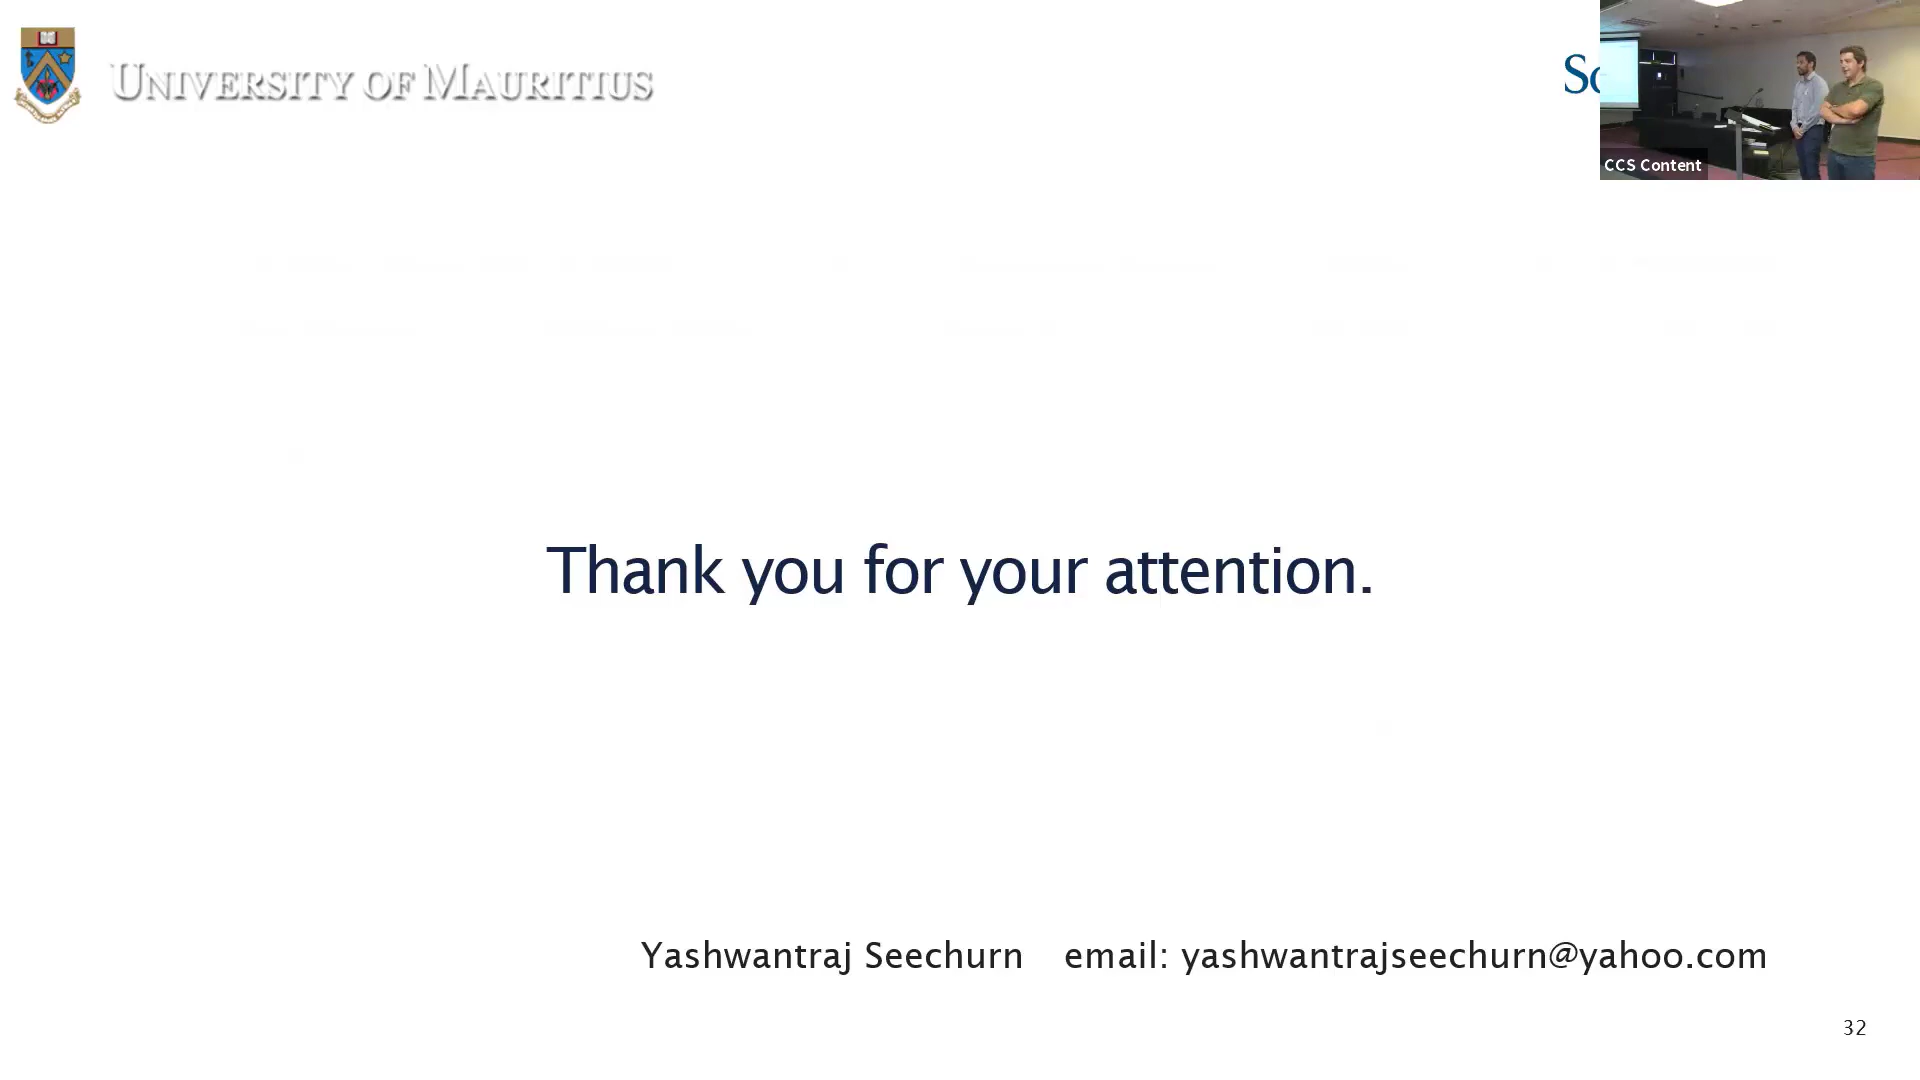 UNIVERSITY OF MAURITIUS
CCS Content
Thank you for your attention.
Yashwantraj Seechurn email: yashwantrajseechurn@yahoo.com
32